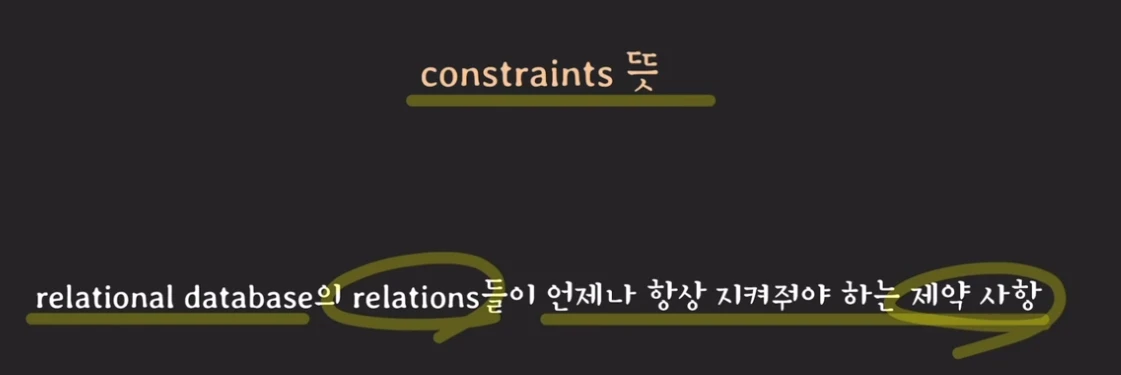 constraints 뜻
relational database의 relations들이 언제나 항상 지켜줘야 하는 제약 사항